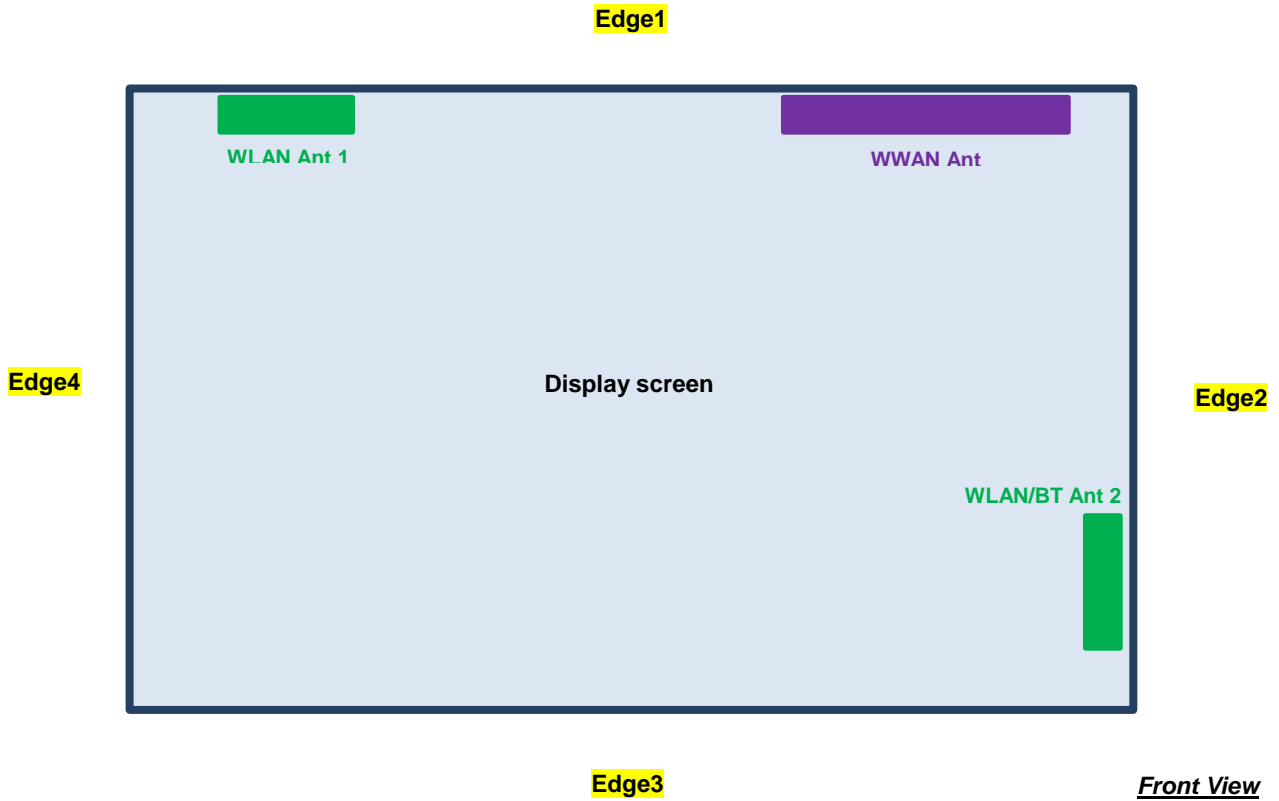 Edge1
WLAN Ant 1
WWAN Ant
Edge4
Display screen
Edge2
WLAN/BT Ant 2
Edge3
Front View